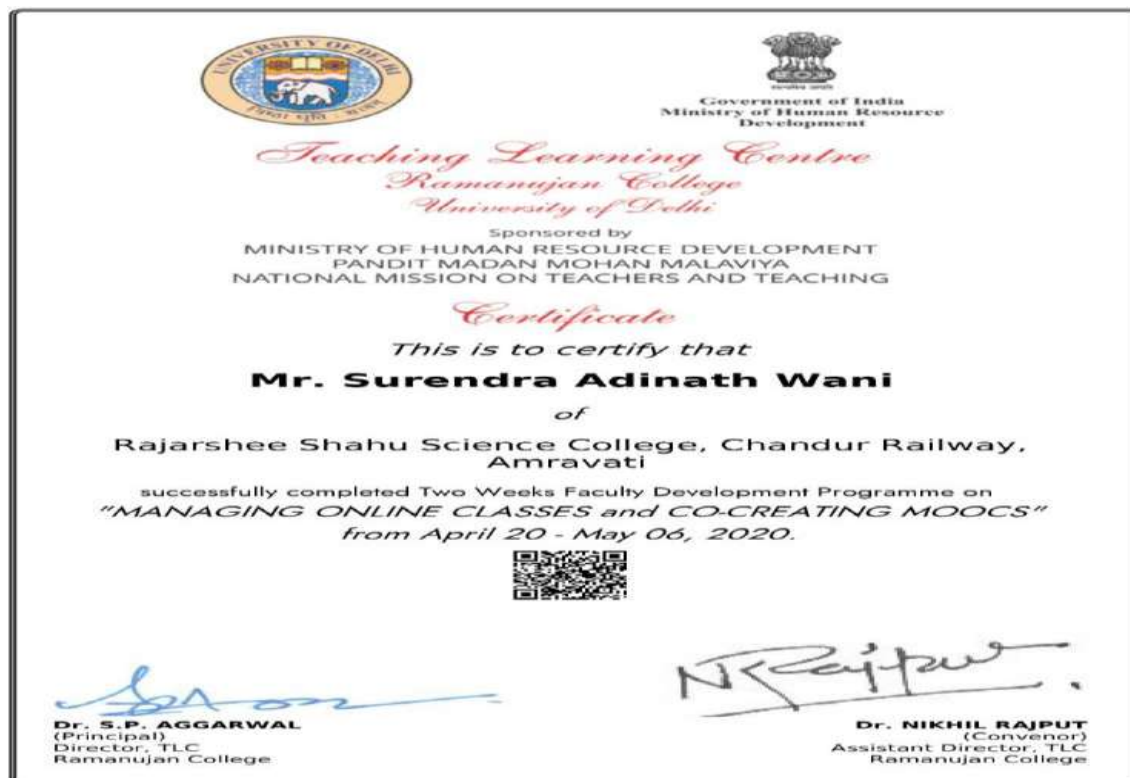 UNIVERSITY OF DELHI
Government of India
Ministry of Human Resource
Development
Teaching Learning Centre
Ramanujan College
University of Delhi
Sponsored by
MINISTRY OF HUMAN RESOURCE DEVELOPMENT
PANDIT MADAN MOHAN MALAVIYA
NATIONAL MISSION ON TEACHERS AND TEACHING
Certificate
This is to certify that
Mr. Surendra Adinath Wani
of
Rajarshee Shahu Science College, Chandur Railway,
Amravati
successfully completed Two Weeks Faculty Development Programme on
"MANAGING ONLINE CLASSES and CO-CREATING MOOCS"
from April 20 - May 06, 2020.
NKRajput
Dr. S.P. AGGARWAL
(Principal)
Director, TLC
Ramanujan College
Dr. NIKHIL RAJPUT
(Convenor)
Assistant Director, TLC
Ramanujan College